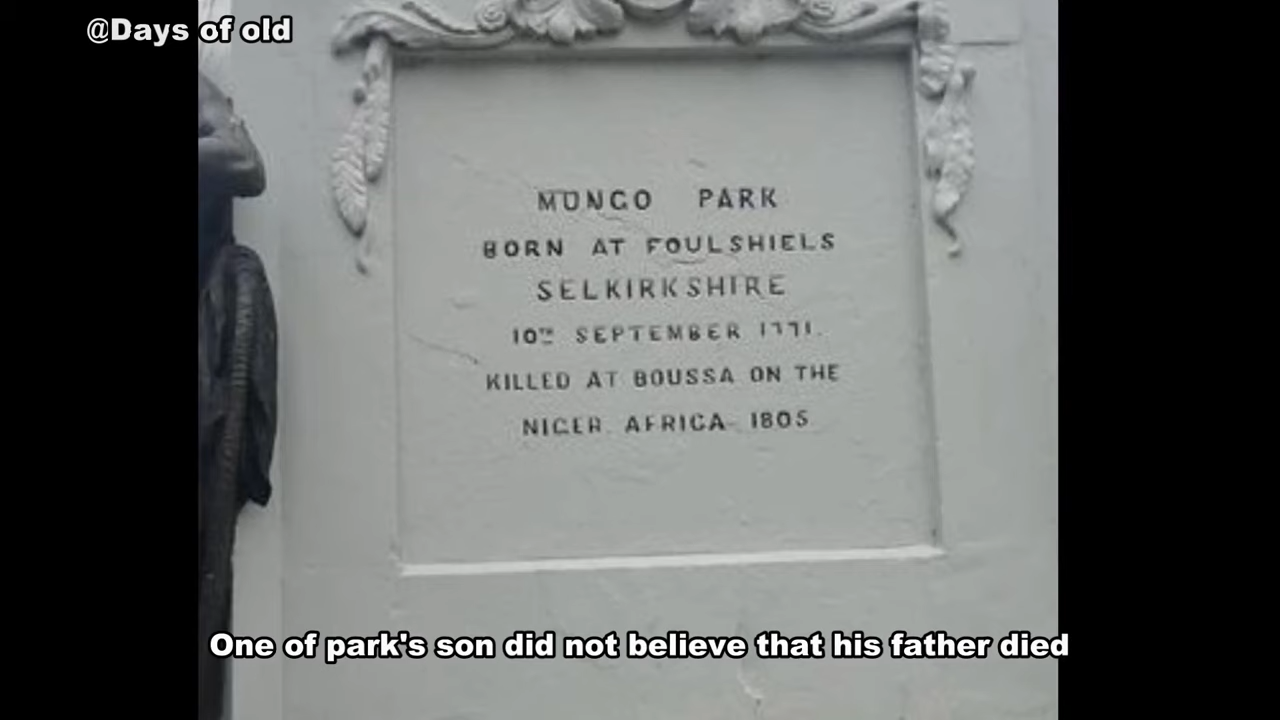 @Days of old
MUNGO PARK
BORN AT FOULSHIELS
SELKIRKSHIRE
10TH SEPTEMBER 1771.
KILLED AT BOUSSA ON THE
NIGER AFRICA 1805
One of park's son did not believe that his father died